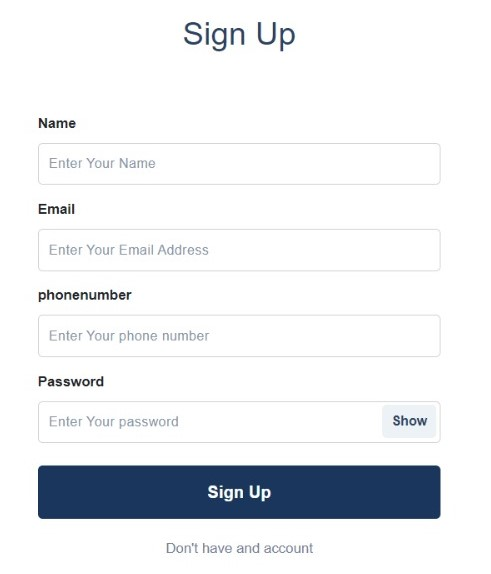 Sign Up
Name
Enter Your Name
Email
Enter Your Email Address
phonenumber
Enter Your phone number
Password
Enter Your password Show
Sign Up
Don't have and account